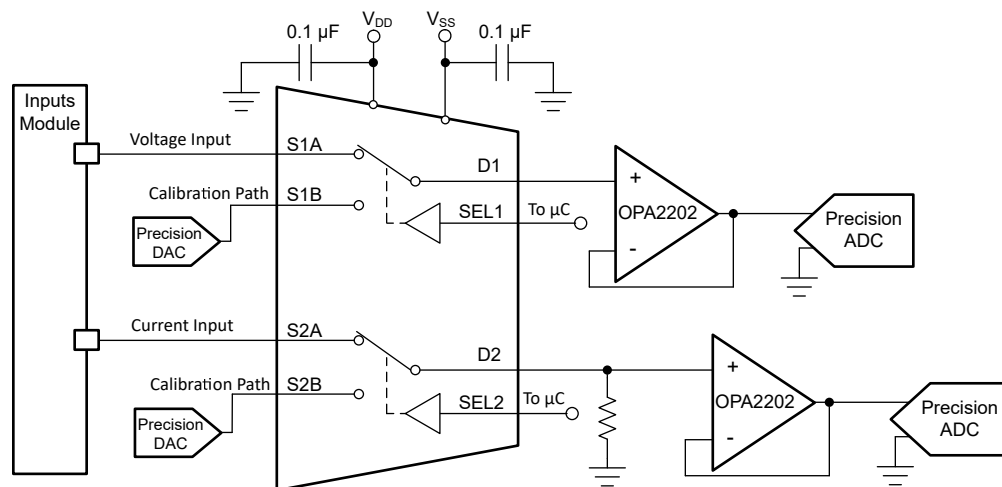 0.1 µF
VDD
VSS
0.1 µF
Inputs
Module
Voltage Input
S1A
D1
Calibration Path
S1B
SEL1
To µC
Precision
DAC
+
OPA2202
-
Precision
ADC
Current Input
S2A
D2
Calibration Path
S2B
SEL2
To µC
Precision
DAC
+
OPA2202
-
Precision
ADC